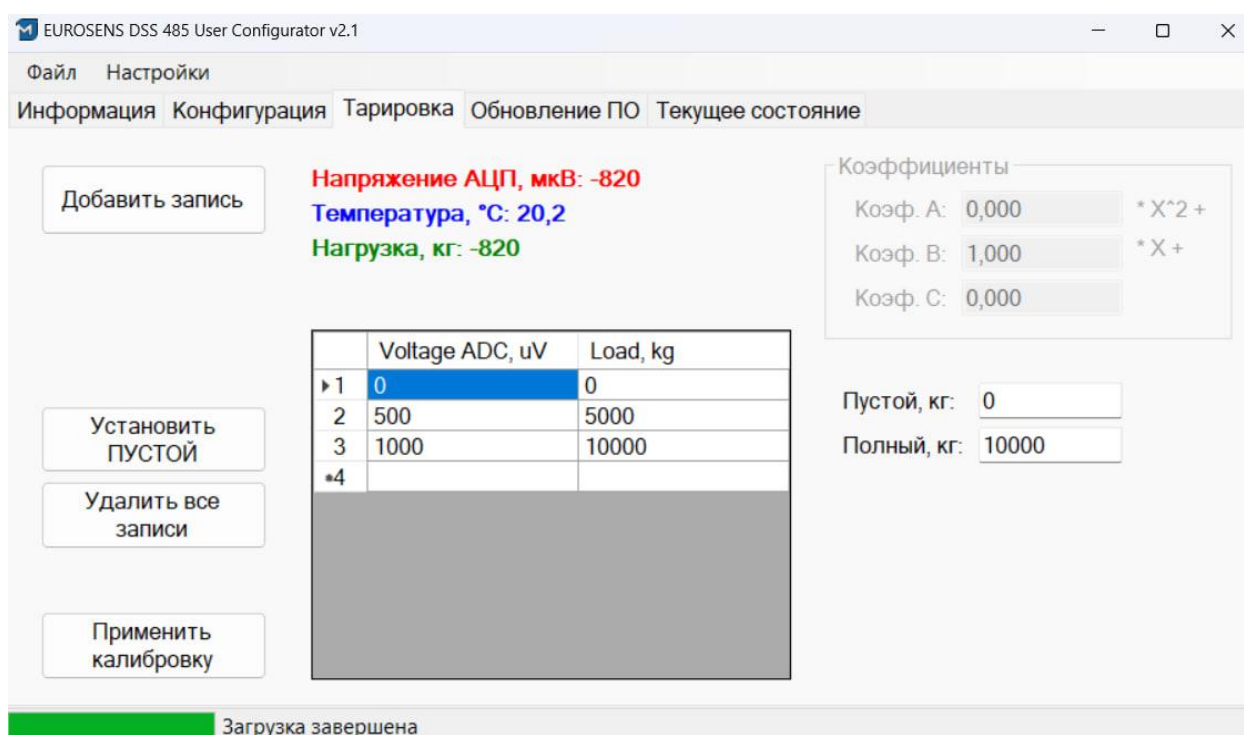 EUROSENS DSS 485 User Configurator v2.1
Файл Настройки
Информация Конфигурация Тарировка Обновление ПО Текущее состояние
Добавить запись
Напряжение АЦП, мкВ: -820
Температура, °C: 20,2
Нагрузка, кг: -820
Коэффициенты
Коэф. A: 0,000 * X^2 +
Коэф. B: 1,000 * X +
Коэф. C: 0,000
Voltage ADC, uV Load, kg
1 0 0
2 500 5000
3 1000 10000
4
Пустой, кг: 0
Полный, кг: 10000
Установить
ПУСТОЙ
Удалить все
записи
Применить
калибровку
Загрузка завершена